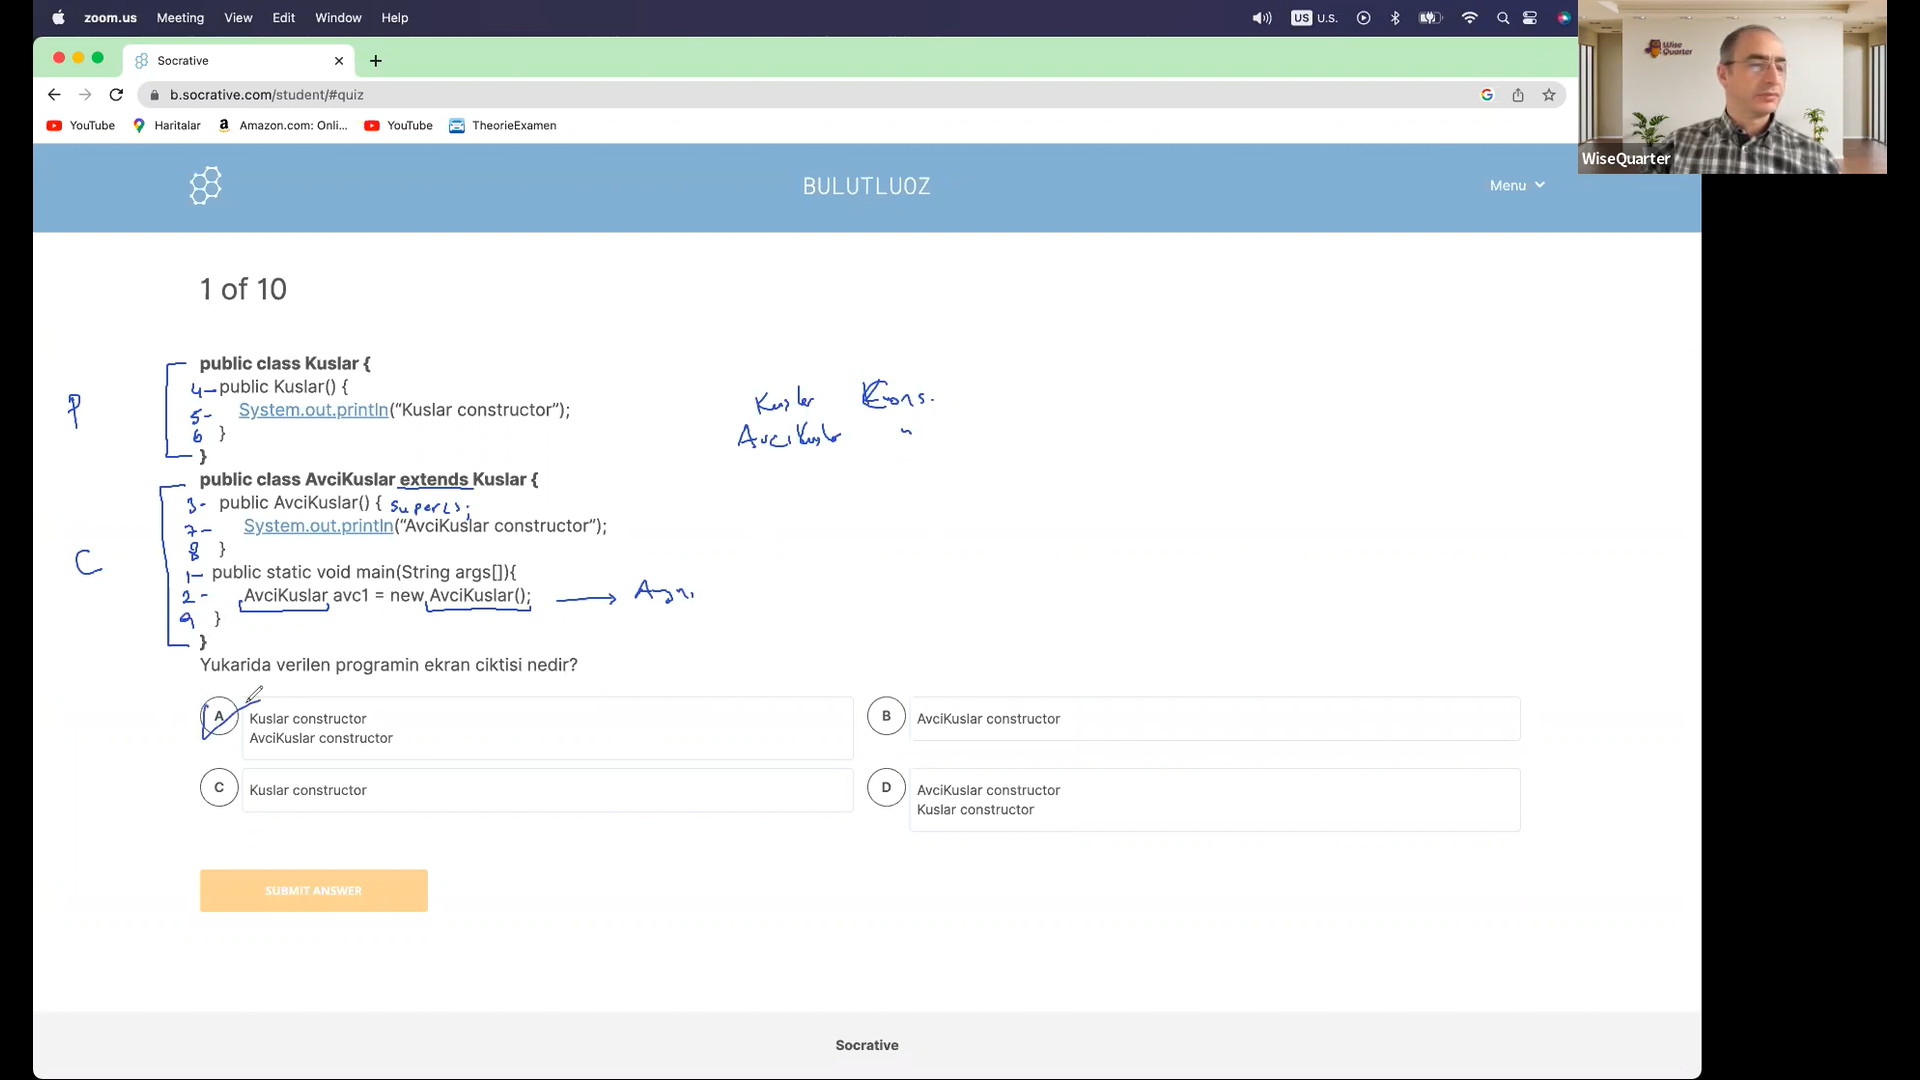 zoom.us Meeting View Edit Window Help US U.S.
Socrative
b.socrative.com/student/#quiz
YouTube Haritalar Amazon.com: Onli... YouTube TheorieExamen
Wise Quarter
WiseQuarter
BULUTLUOZ
Menu
1 of 10
public class Kuslar {
4- public Kuslar() {
5- System.out.println(“Kuslar constructor”);
6 }
}
P
Kuslar Kons.
AvciKuslar "
public class AvciKuslar extends Kuslar {
3- public AvciKuslar() { super();
7- System.out.println(“AvciKuslar constructor”);
8 }
C
1- public static void main(String args[]){
2- AvciKuslar avc1 = new AvciKuslar();
9 }
}
Yukarida verilen programin ekran ciktisi nedir?
A Kuslar constructor
AvciKuslar constructor
B AvciKuslar constructor
C Kuslar constructor
D AvciKuslar constructor
Kuslar constructor
SUBMIT ANSWER
Socrative